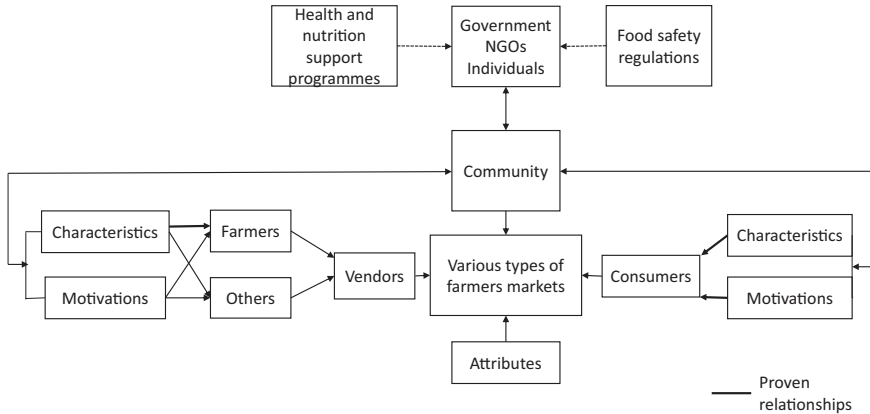 Health and
nutrition
support
programmes
Government
NGOs
Individuals
Food safety
regulations
Community
Characteristics
Farmers
Motivations
Others
Vendors
Various types of
farmers markets
Consumers
Characteristics
Motivations
Attributes
Proven
relationships